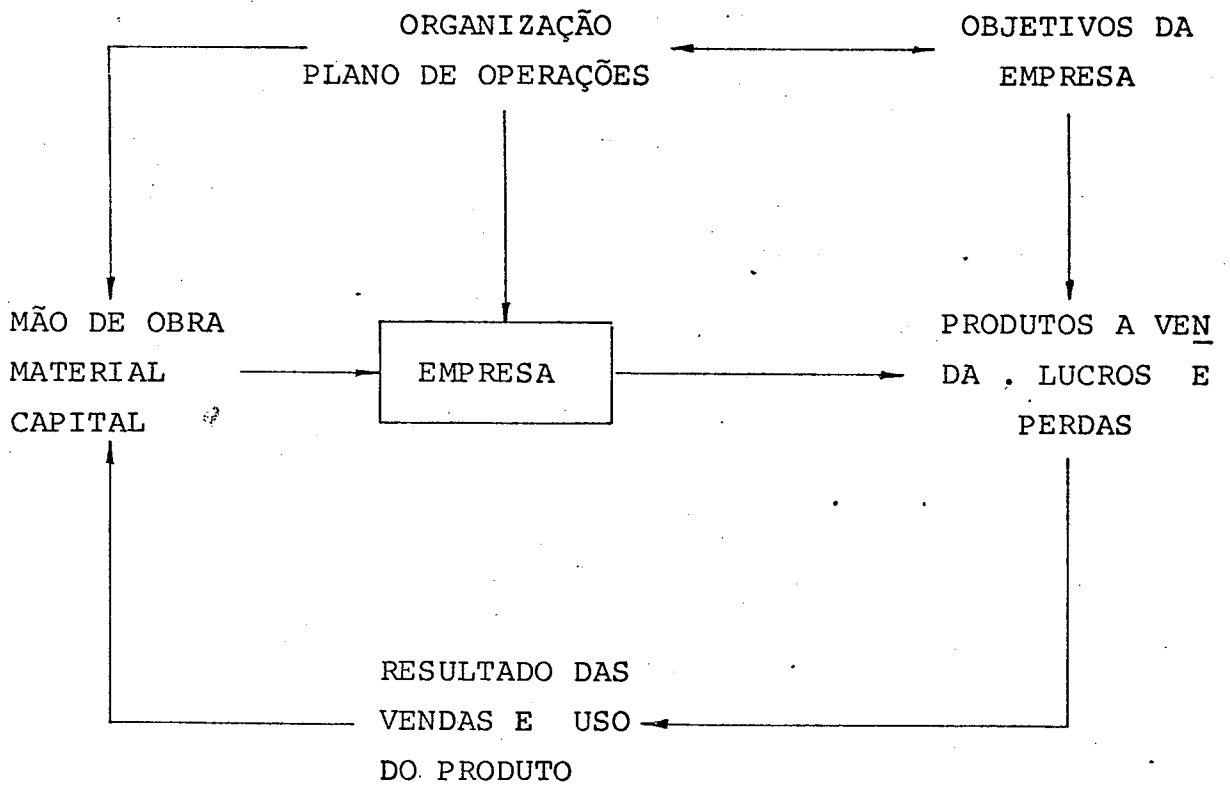 ORGANIZAÇÃO
PLANO DE OPERAÇÕES
OBJETIVOS DA
EMPRESA
MÃO DE OBRA
MATERIAL
CAPITAL
EMPRESA
PRODUTOS A VEN
DA . LUCROS E
PERDAS
RESULTADO DAS
VENDAS E USO
DO PRODUTO